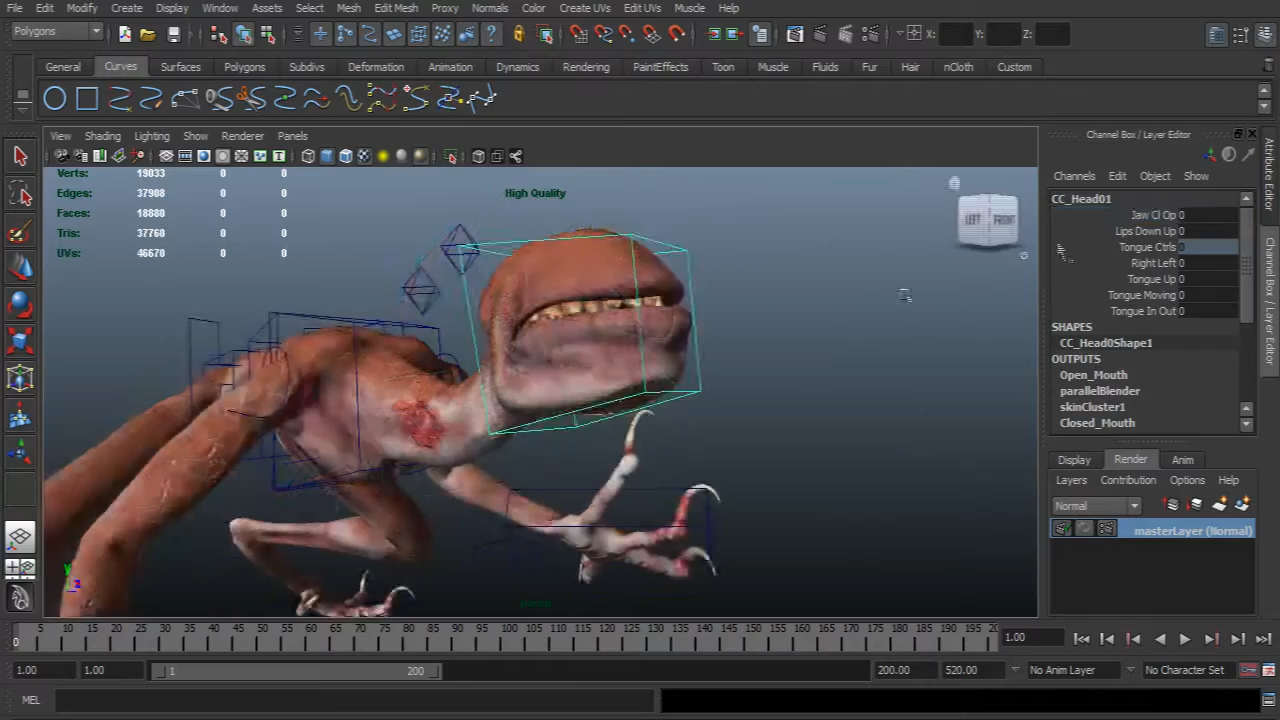 File Edit Modify Create Display Window Assets Select Mesh Edit Mesh Proxy Normals Color Create UVs Edit UVs Muscle Help
Polygons X: Y: Z:
General Curves Surfaces Polygons Subdivs Deformation Animation Dynamics Rendering PaintEffects Toon Muscle Fluids Fur Hair nCloth Custom
View Shading Lighting Show Renderer Panels
Verts: 19033 0 0
Edges: 37908 0 0
Faces: 18880 0 0
Tris: 37760 0 0
UVs: 46670 0 0
High Quality
LEFT FRONT
persp
Channel Box / Layer Editor
Channels Edit Object Show
CC_Head01
Jaw Cl Op 0
Lips Down Up 0
Tongue Ctrls 0
Right Left 0
Tongue Up 0
Tongue Moving 0
Tongue In Out 0
SHAPES
CC_Head0Shape1
OUTPUTS
Open_Mouth
parallelBlender
skinCluster1
Closed_Mouth
Display Render Anim
Layers Contribution Options Help
Normal
masterLayer (Normal)
Attribute Editor
Channel Box / Layer Editor
0 5 10 15 20 25 30 35 40 45 50 55 60 65 70 75 80 85 90 95 100 105 110 115 120 125 130 135 140 145 150 155 160 165 170 175 180 185 190 195 20 1.00
1.00 1.00 1 200 200.00 520.00 No Anim Layer No Character Set
MEL